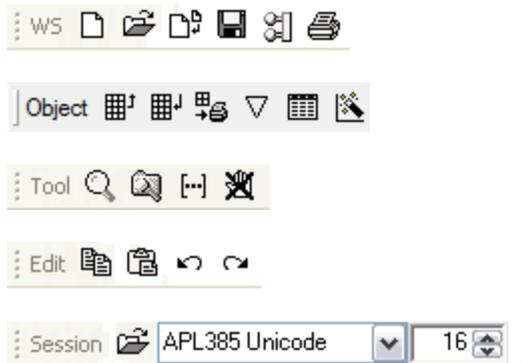 WS
Object
Tool
Edit
Session APL385 Unicode 16